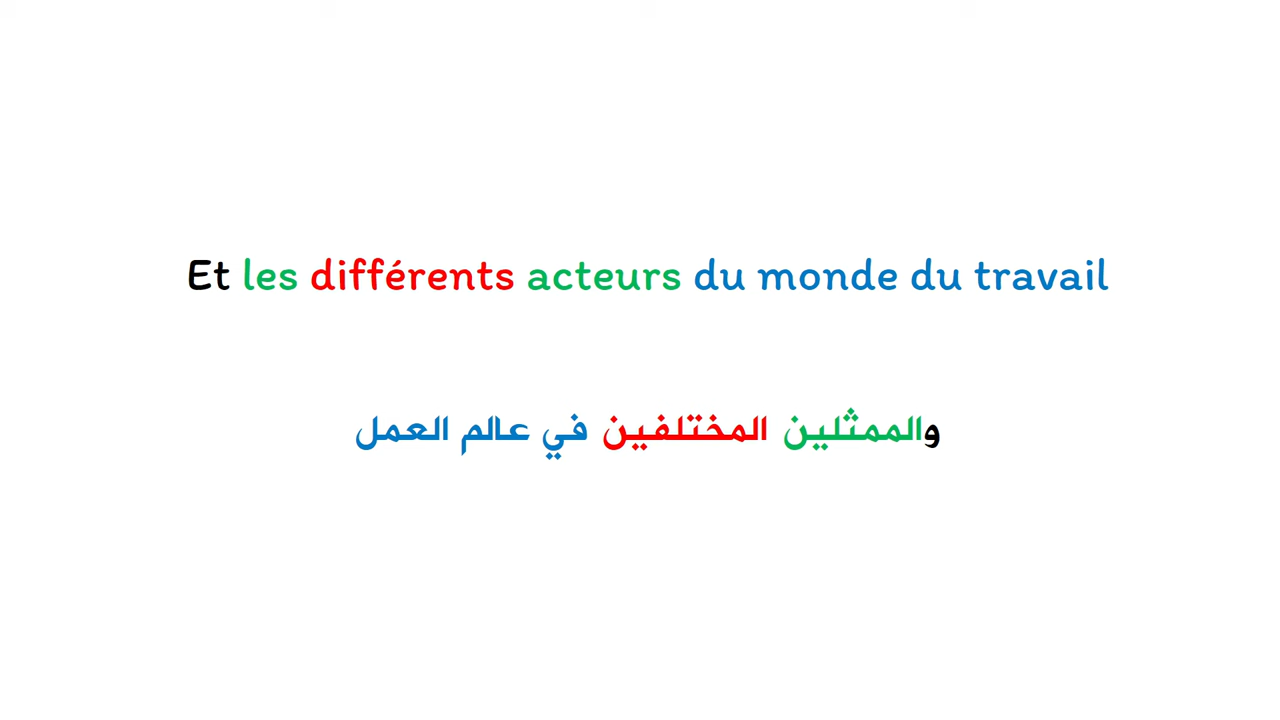 Et les différents acteurs du monde du travail
والممثلين المختلفين في عالم العمل